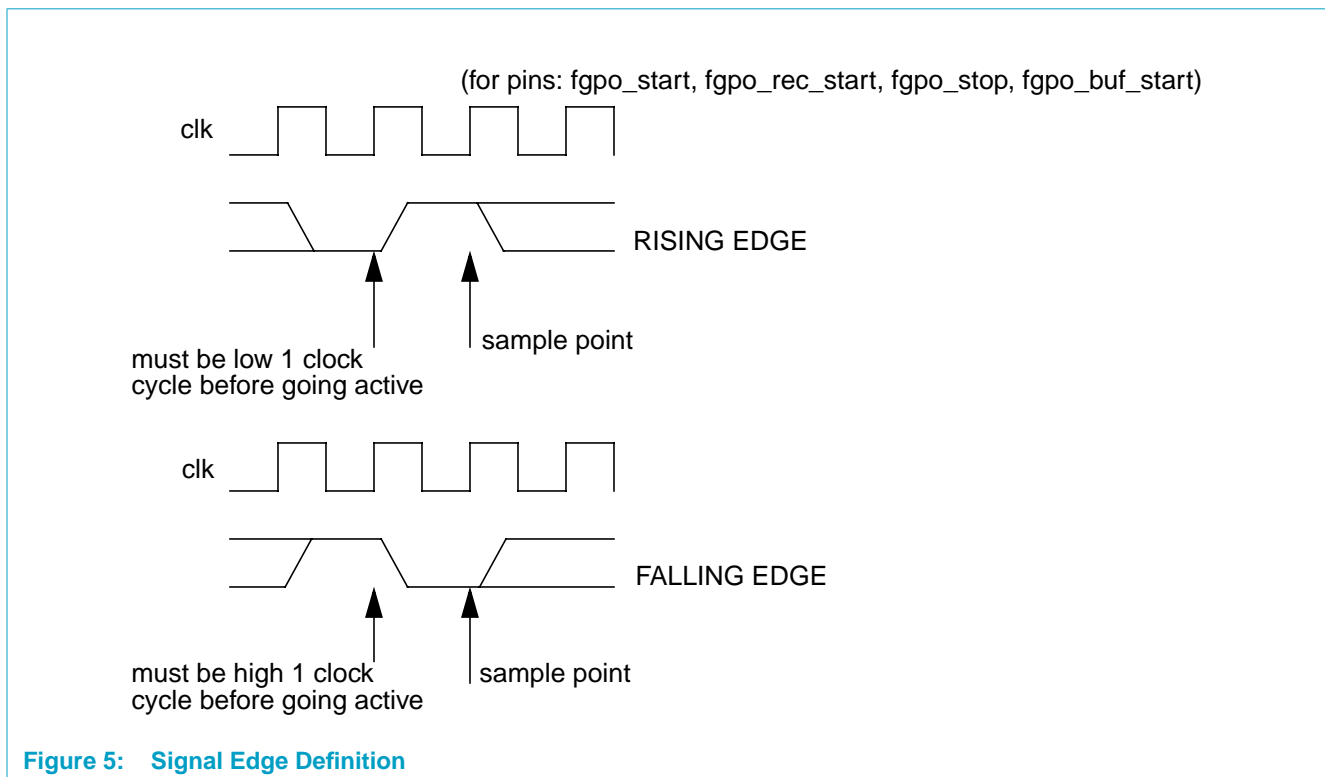 (for pins: fgpo_start, fgpo_rec_start, fgpo_stop, fgpo_buf_start)
clk
RISING EDGE
sample point
must be low 1 clock
cycle before going active
clk
FALLING EDGE
must be high 1 clock
cycle before going active
sample point
Figure 5: Signal Edge Definition